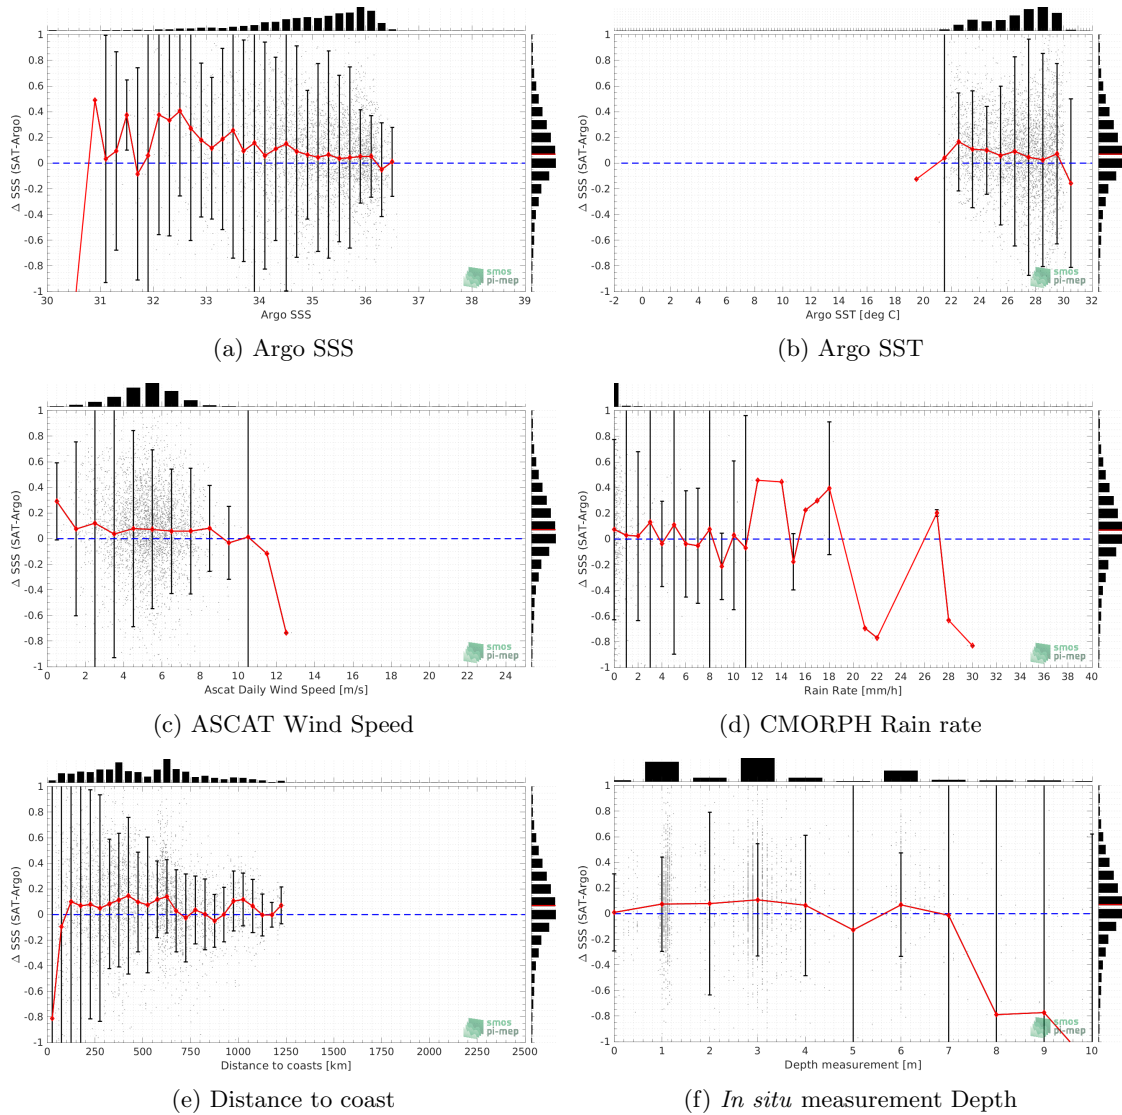 1
0.8
0.6
0.4
0.2
0
-0.2
-0.4
-0.6
-0.8
-1
Δ SSS (SAT-Argo)
30 31 32 33 34 35 36 37 38 39
Argo SSS
smos
pi-mep
(a) Argo SSS
1
0.8
0.6
0.4
0.2
0
-0.2
-0.4
-0.6
-0.8
-1
Δ SSS (SAT-Argo)
-2 0 2 4 6 8 10 12 14 16 18 20 22 24 26 28 30 32
Argo SST [deg C]
smos
pi-mep
(b) Argo SST
1
0.8
0.6
0.4
0.2
0
-0.2
-0.4
-0.6
-0.8
-1
Δ SSS (SAT-Argo)
0 2 4 6 8 10 12 14 16 18 20 22 24
Ascat Daily Wind Speed [m/s]
smos
pi-mep
(c) ASCAT Wind Speed
1
0.8
0.6
0.4
0.2
0
-0.2
-0.4
-0.6
-0.8
-1
Δ SSS (SAT-Argo)
0 2 4 6 8 10 12 14 16 18 20 22 24 26 28 30 32 34 36 38 40
Rain Rate [mm/h]
smos
pi-mep
(d) CMORPH Rain rate
1
0.8
0.6
0.4
0.2
0
-0.2
-0.4
-0.6
-0.8
-1
Δ SSS (SAT-Argo)
0 250 500 750 1000 1250 1500 1750 2000 2250 2500
Distance to coasts [km]
smos
pi-mep
(e) Distance to coast
1
0.8
0.6
0.4
0.2
0
-0.2
-0.4
-0.6
-0.8
-1
Δ SSS (SAT-Argo)
0 1 2 3 4 5 6 7 8 9 10
Depth measurement [m]
smos
pi-mep
(f) In situ measurement Depth